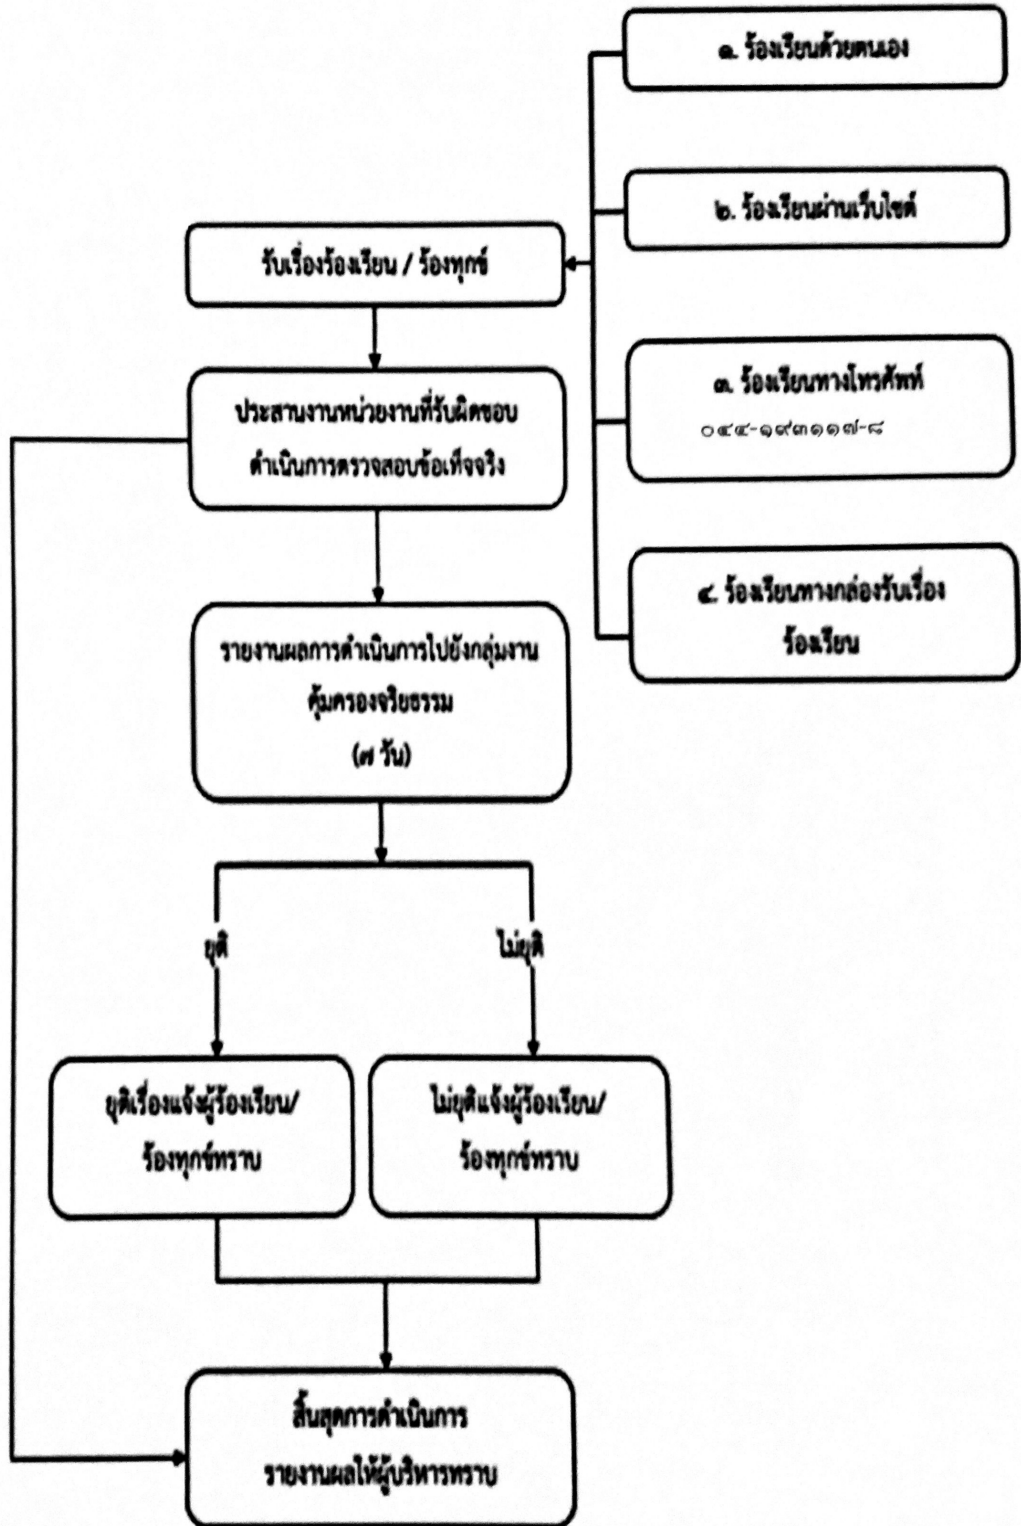 ๑. ร้องเรียนด้วยตนเอง
๒. ร้องเรียนผ่านเว็บไซต์
รับเรื่องร้องเรียน / ร้องทุกข์
๓. ร้องเรียนทางโทรศัพท์
๐๔๔-๑๙๓๑๑๗-๘
ประสานงานหน่วยงานที่รับผิดชอบ
ดำเนินการตรวจสอบข้อเท็จจริง
๔. ร้องเรียนทางกล่องรับเรื่อง
ร้องเรียน
รายงานผลการดำเนินการไปยังกลุ่มงาน
คุ้มครองจริยธรรม
(๗ วัน)
ยุติ
ไม่ยุติ
ยุติเรื่องแจ้งผู้ร้องเรียน/
ร้องทุกข์ทราบ
ไม่ยุติแจ้งผู้ร้องเรียน/
ร้องทุกข์ทราบ
สิ้นสุดการดำเนินการ
รายงานผลให้ผู้บริหารทราบ